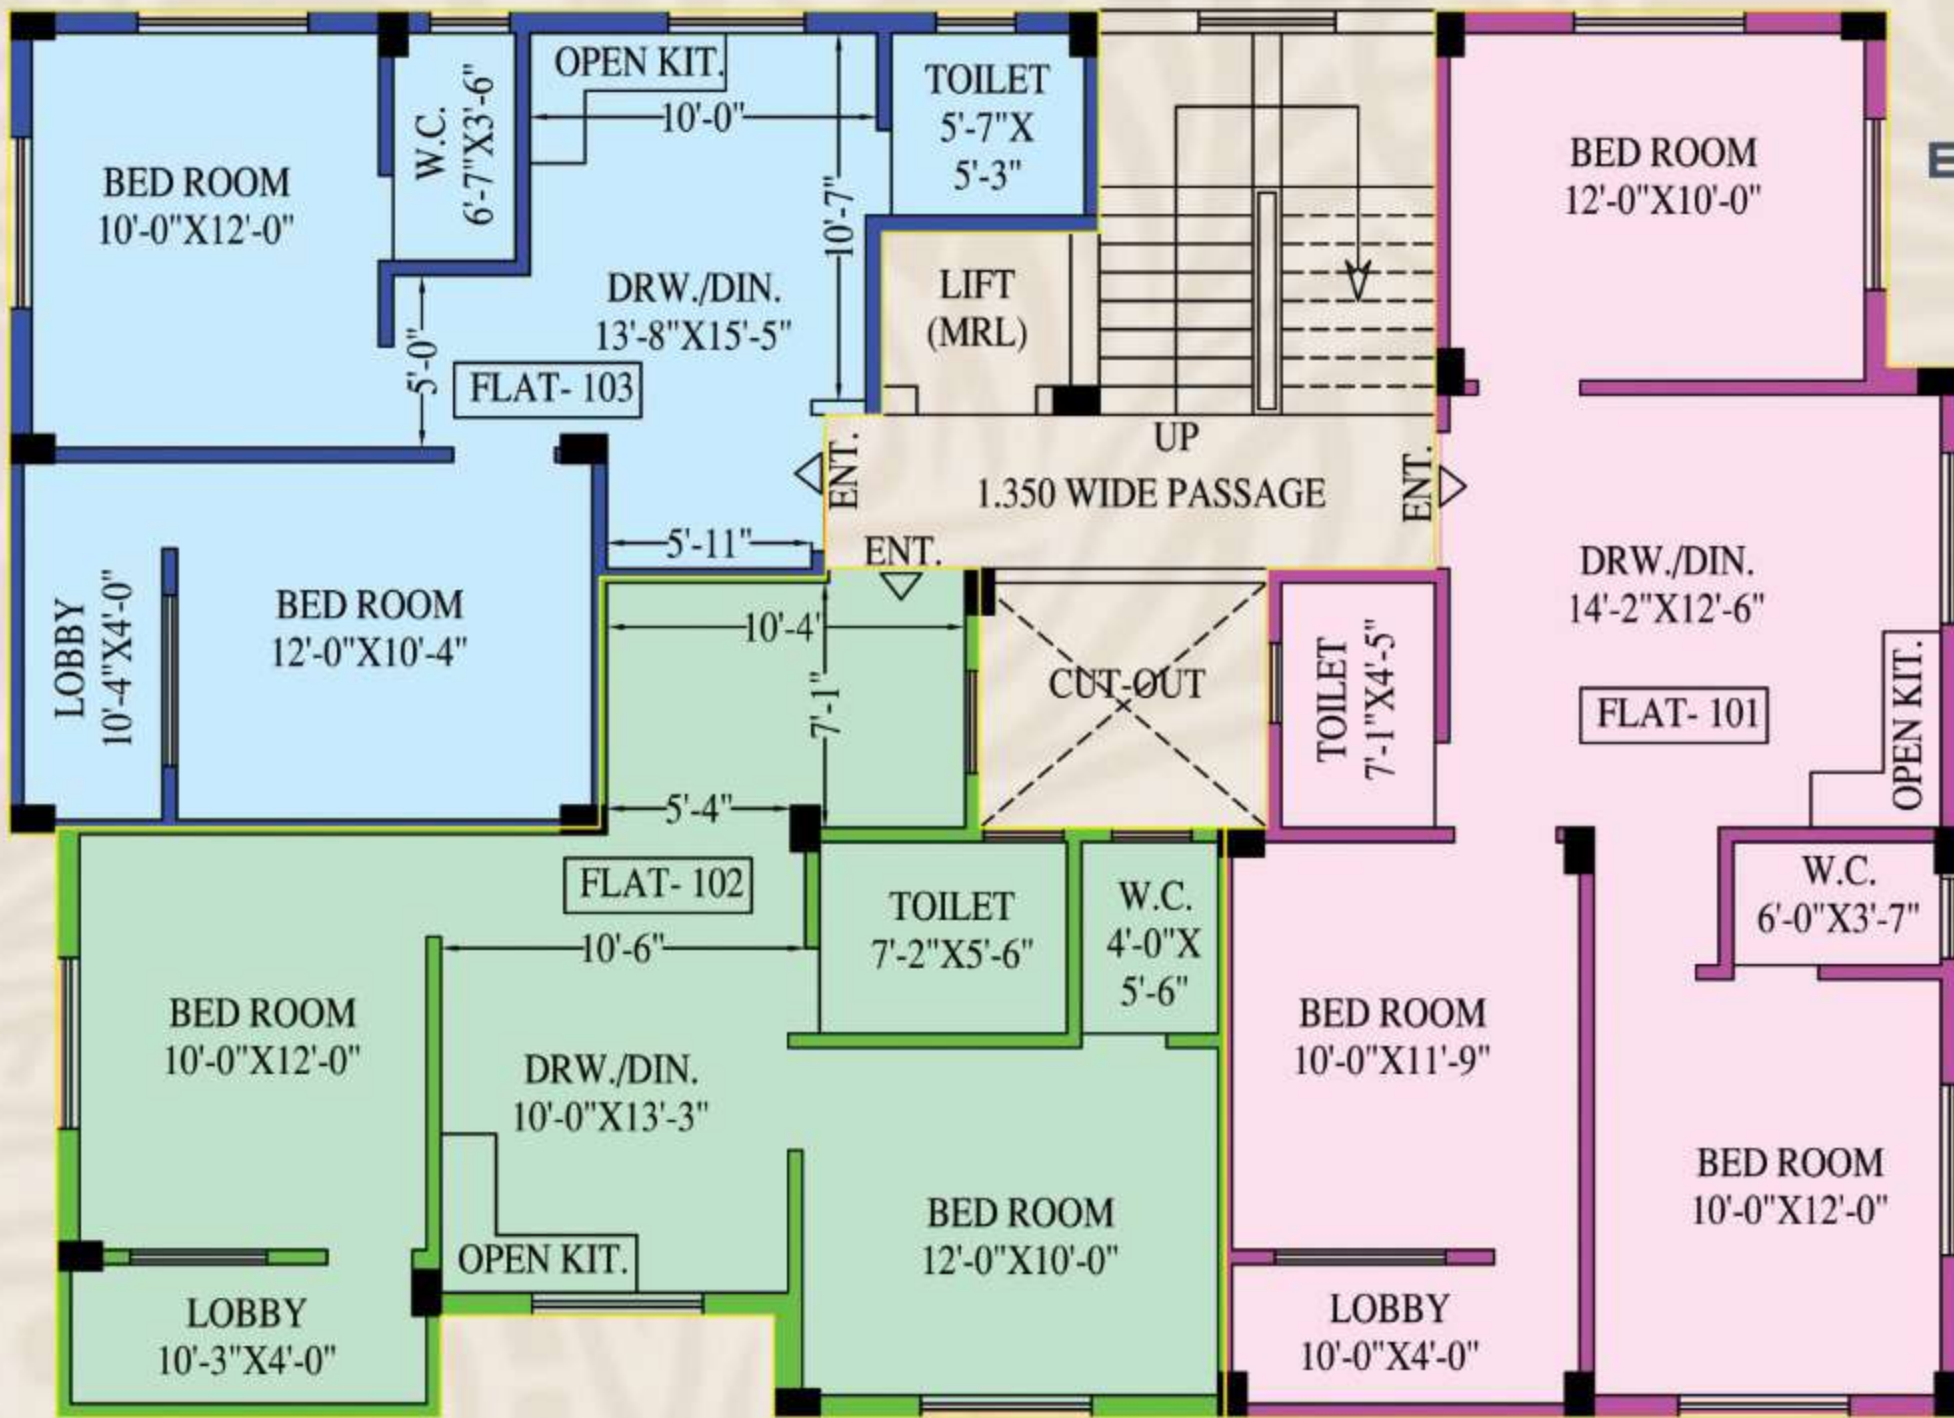 OPEN KIT.
10'-0"
W.C.
6'-7"X3'-6"
TOILET
5'-7"X
5'-3"
BED ROOM
10'-0"X12'-0"
10'-7"
DRW./DIN.
13'-8"X15'-5"
5'-0"
FLAT- 103
LIFT
(MRL)
BED ROOM
12'-0"X10'-0"
E
UP
1.350 WIDE PASSAGE
ENT.
ENT.
ENT.
5'-11"
LOBBY
10'-4"X4'-0"
BED ROOM
12'-0"X10'-4"
10'-4'
7'-1"
5'-4"
CUT-OUT
TOILET
7'-1"X4'-5"
DRW./DIN.
14'-2"X12'-6"
FLAT- 101
OPEN KIT.
FLAT- 102
10'-6"
TOILET
7'-2"X5'-6"
W.C.
4'-0"X
5'-6"
W.C.
6'-0"X3'-7"
BED ROOM
10'-0"X12'-0"
DRW./DIN.
10'-0"X13'-3"
BED ROOM
10'-0"X11'-9"
BED ROOM
10'-0"X12'-0"
OPEN KIT.
BED ROOM
12'-0"X10'-0"
LOBBY
10'-3"X4'-0"
LOBBY
10'-0"X4'-0"